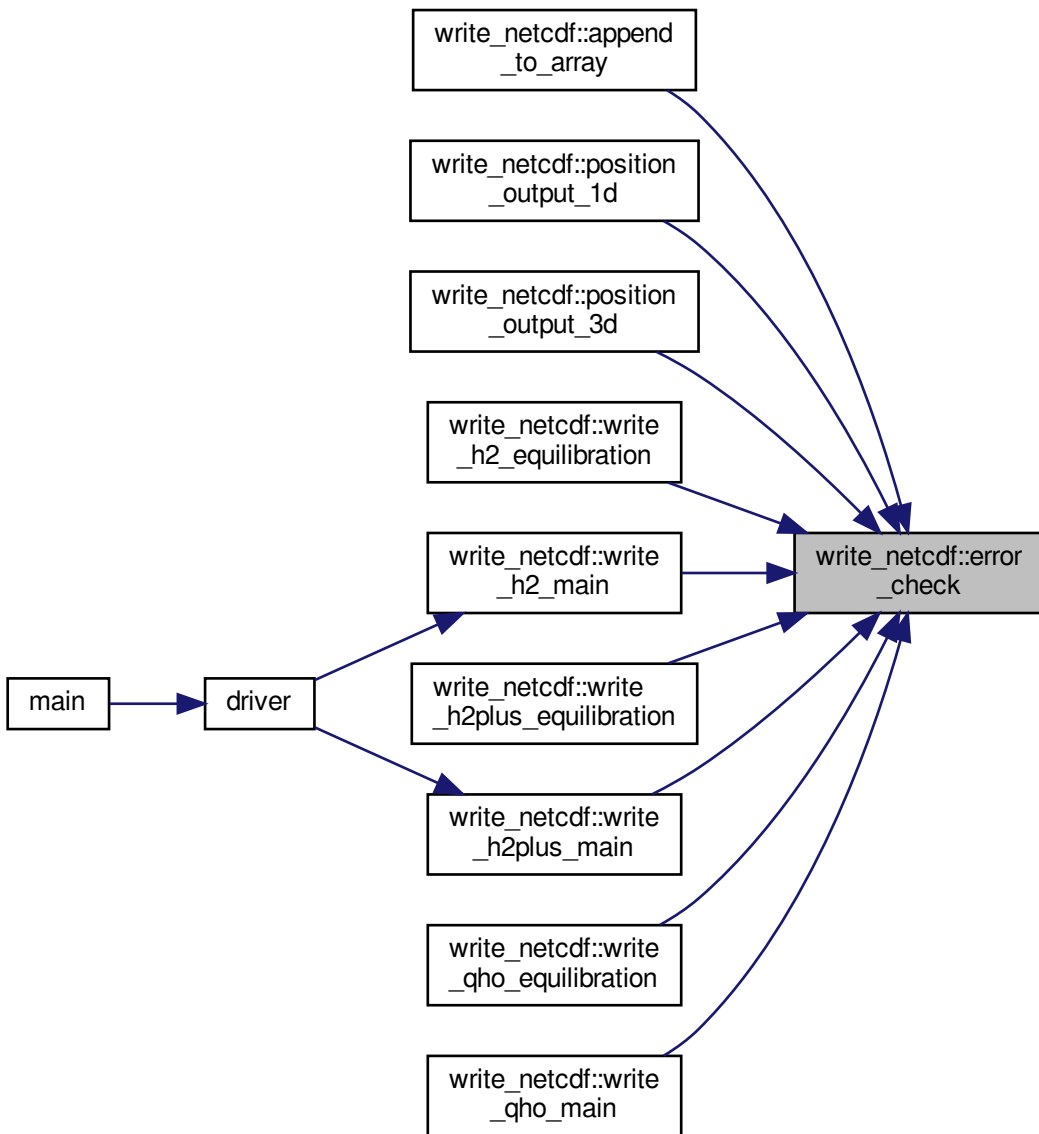 write_netcdf::append
_to_array
write_netcdf::position
_output_1d
write_netcdf::position
_output_3d
write_netcdf::write
_h2_equilibration
write_netcdf::error
_check
write_netcdf::write
_h2_main
main
driver
write_netcdf::write
_h2plus_equilibration
write_netcdf::write
_h2plus_main
write_netcdf::write
_qho_equilibration
write_netcdf::write
_qho_main